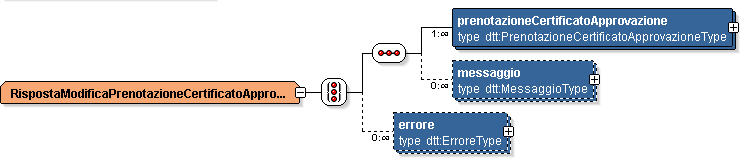 prenotazioneCertificatoApprovazione
type dtt:PrenotazioneCertificatoApprovazioneType
1:∞
messaggio
type dtt:MessaggioType
0:∞
RispostaModificaPrenotazioneCertificatoAppro...
errore
type dtt:ErroreType
0:∞